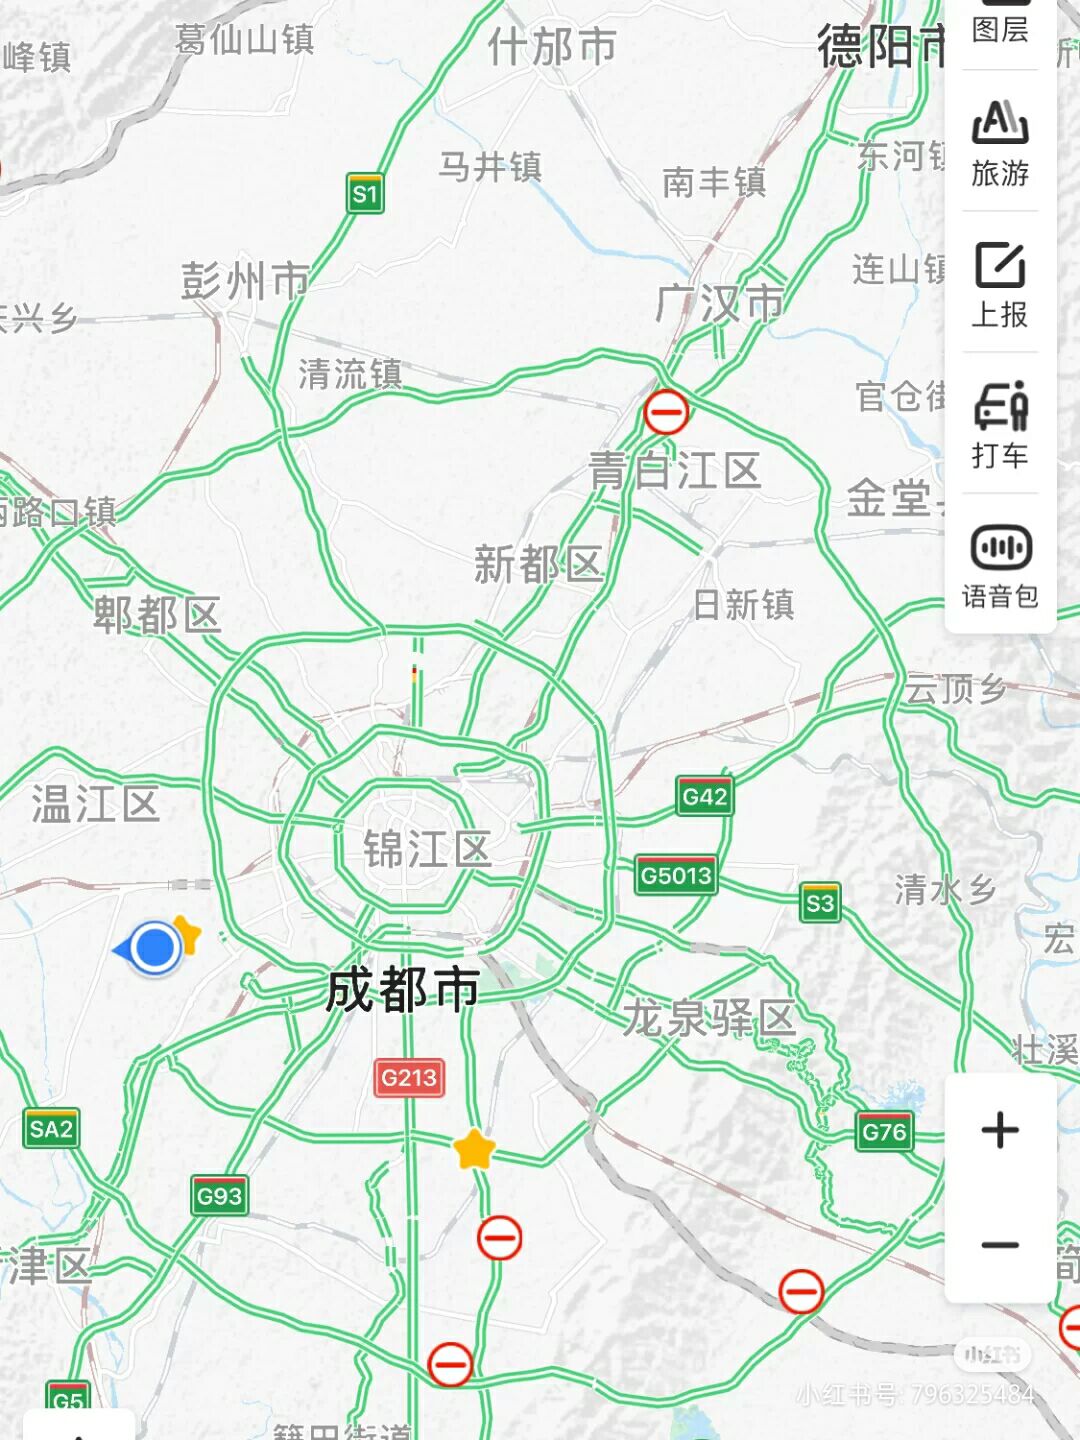 葛仙山镇
什邡市
德阳市
图层
峰镇
马井镇
南丰镇
东河镇
旅游
S1
彭州市
连山镇
广汉市
上报
兴乡
清流镇
官仓街
打车
青白江区
金堂
路口镇
新都区
日新镇
语音包
郫都区
云顶乡
温江区
G42
锦江区
G5013
S3
清水乡
宏
成都市
龙泉驿区
壮溪
G213
SA2
G76
G93
津区
简
小红书
G5
小红书号: 796325484
籍田街道